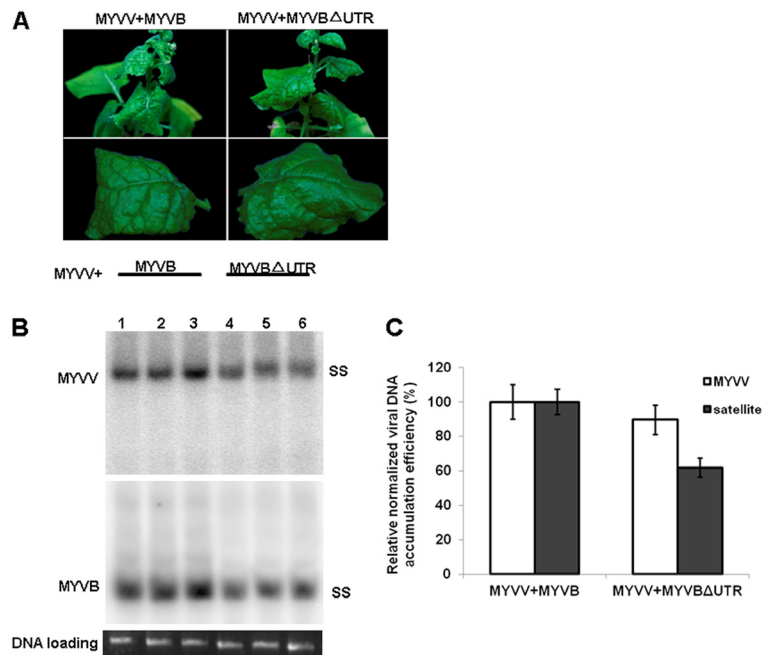 A
MYVV+MYVB MYVV+MYVB△UTR
MYVV+ MYVB MYVB△UTR
B
1 2 3 4 5 6
MYVV SS
MYVB SS
DNA loading
C
Relative normalized viral DNA
accumulation efficiency (%)
120
100
80
60
40
20
0
MYVV
satellite
MYVV+MYVB MYVV+MYVBΔUTR